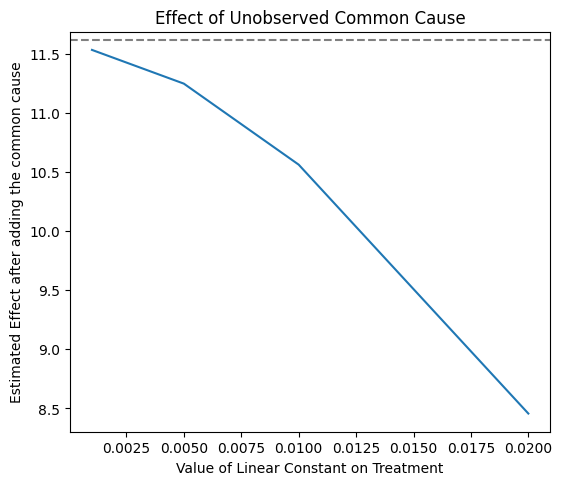 Effect of Unobserved Common Cause
Estimated Effect after adding the common cause
11.5
11.0
10.5
10.0
9.5
9.0
8.5
0.0025 0.0050 0.0075 0.0100 0.0125 0.0150 0.0175 0.0200
Value of Linear Constant on Treatment